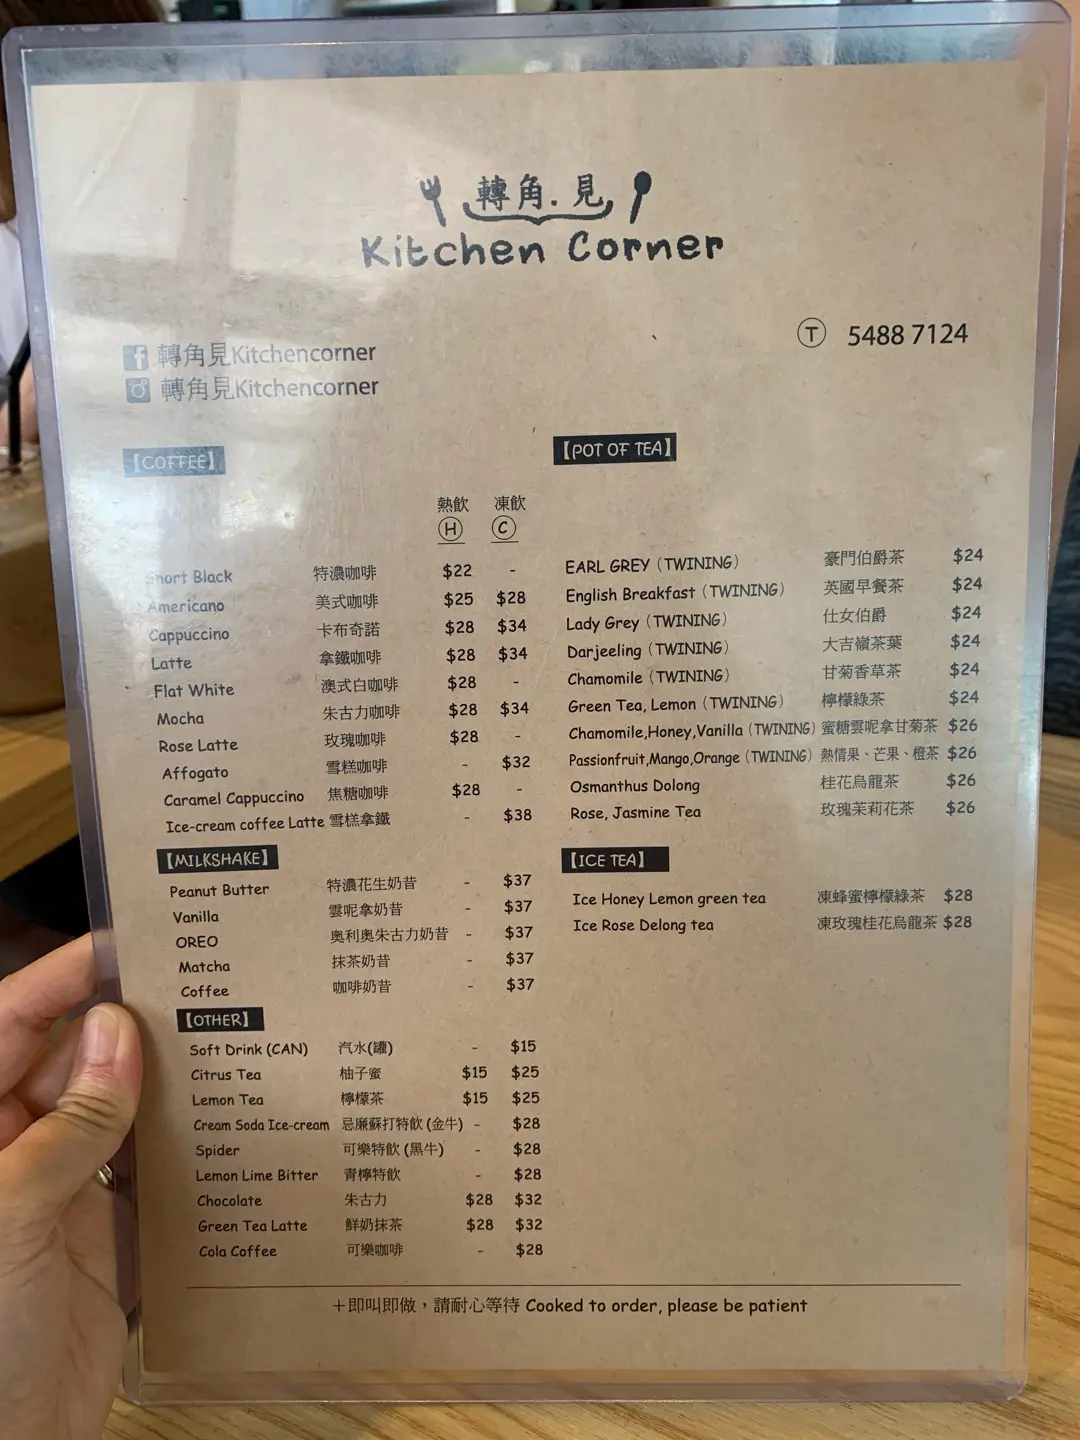 轉角.見
Kitchen Corner
Ⓣ 5488 7124
轉角見Kitchencorner
轉角見Kitchencorner
【COFFEE】
熱飲 凍飲
Ⓗ Ⓒ
Short Black 特濃咖啡 $22 -
Americano 美式咖啡 $25 $28
Cappuccino 卡布奇諾 $28 $34
Latte 拿鐵咖啡 $28 $34
Flat White 澳式白咖啡 $28 -
Mocha 朱古力咖啡 $28 $34
Rose Latte 玫瑰咖啡 $28 -
Affogato 雪糕咖啡 - $32
Caramel Cappuccino 焦糖咖啡 $28 -
Ice-cream coffee Latte 雪糕拿鐵 - $38
【MILKSHAKE】
Peanut Butter 特濃花生奶昔 - $37
Vanilla 雲呢拿奶昔 - $37
OREO 奧利奧朱古力奶昔 - $37
Matcha 抹茶奶昔 - $37
Coffee 咖啡奶昔 - $37
【OTHER】
Soft Drink (CAN) 汽水(罐) - $15
Citrus Tea 柚子蜜 $15 $25
Lemon Tea 檸檬茶 $15 $25
Cream Soda Ice-cream 忌廉蘇打特飲 (金牛) - $28
Spider 可樂特飲 (黑牛) - $28
Lemon Lime Bitter 青檸特飲 - $28
Chocolate 朱古力 $28 $32
Green Tea Latte 鮮奶抹茶 $28 $32
Cola Coffee 可樂咖啡 - $28
【POT OF TEA】
EARL GREY (TWINING) 豪門伯爵茶 $24
English Breakfast (TWINING) 英國早餐茶 $24
Lady Grey (TWINING) 仕女伯爵 $24
Darjeeling (TWINING) 大吉嶺茶葉 $24
Chamomile (TWINING) 甘菊香草茶 $24
Green Tea, Lemon (TWINING) 檸檬綠茶 $24
Chamomile,Honey,Vanilla (TWINING) 蜜糖雲呢拿甘菊茶 $26
Passionfruit,Mango,Orange (TWINING) 熱情果、芒果、橙茶 $26
Osmanthus Dolong 桂花烏龍茶 $26
Rose, Jasmine Tea 玫瑰茉莉花茶 $26
【ICE TEA】
Ice Honey Lemon green tea 凍蜂蜜檸檬綠茶 $28
Ice Rose Delong tea 凍玫瑰桂花烏龍茶 $28
＋即叫即做，請耐心等待 Cooked to order, please be patient